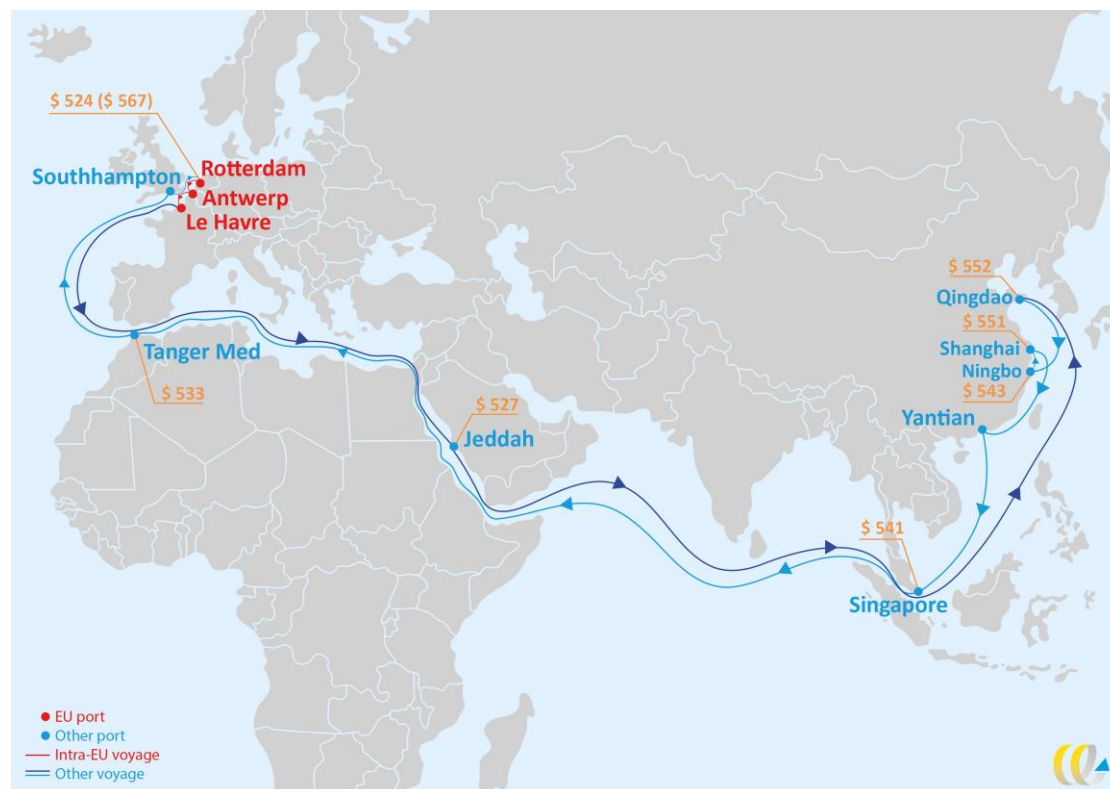 $ 524 ($ 567)
Rotterdam
Southhampton
Antwerp
Le Havre
$ 552
Qingdao
$ 551
Shanghai
Ningbo
$ 543
Tanger Med
$ 533
$ 527
Jeddah
Yantian
$ 541
Singapore
EU port
Other port
Intra-EU voyage
Other voyage